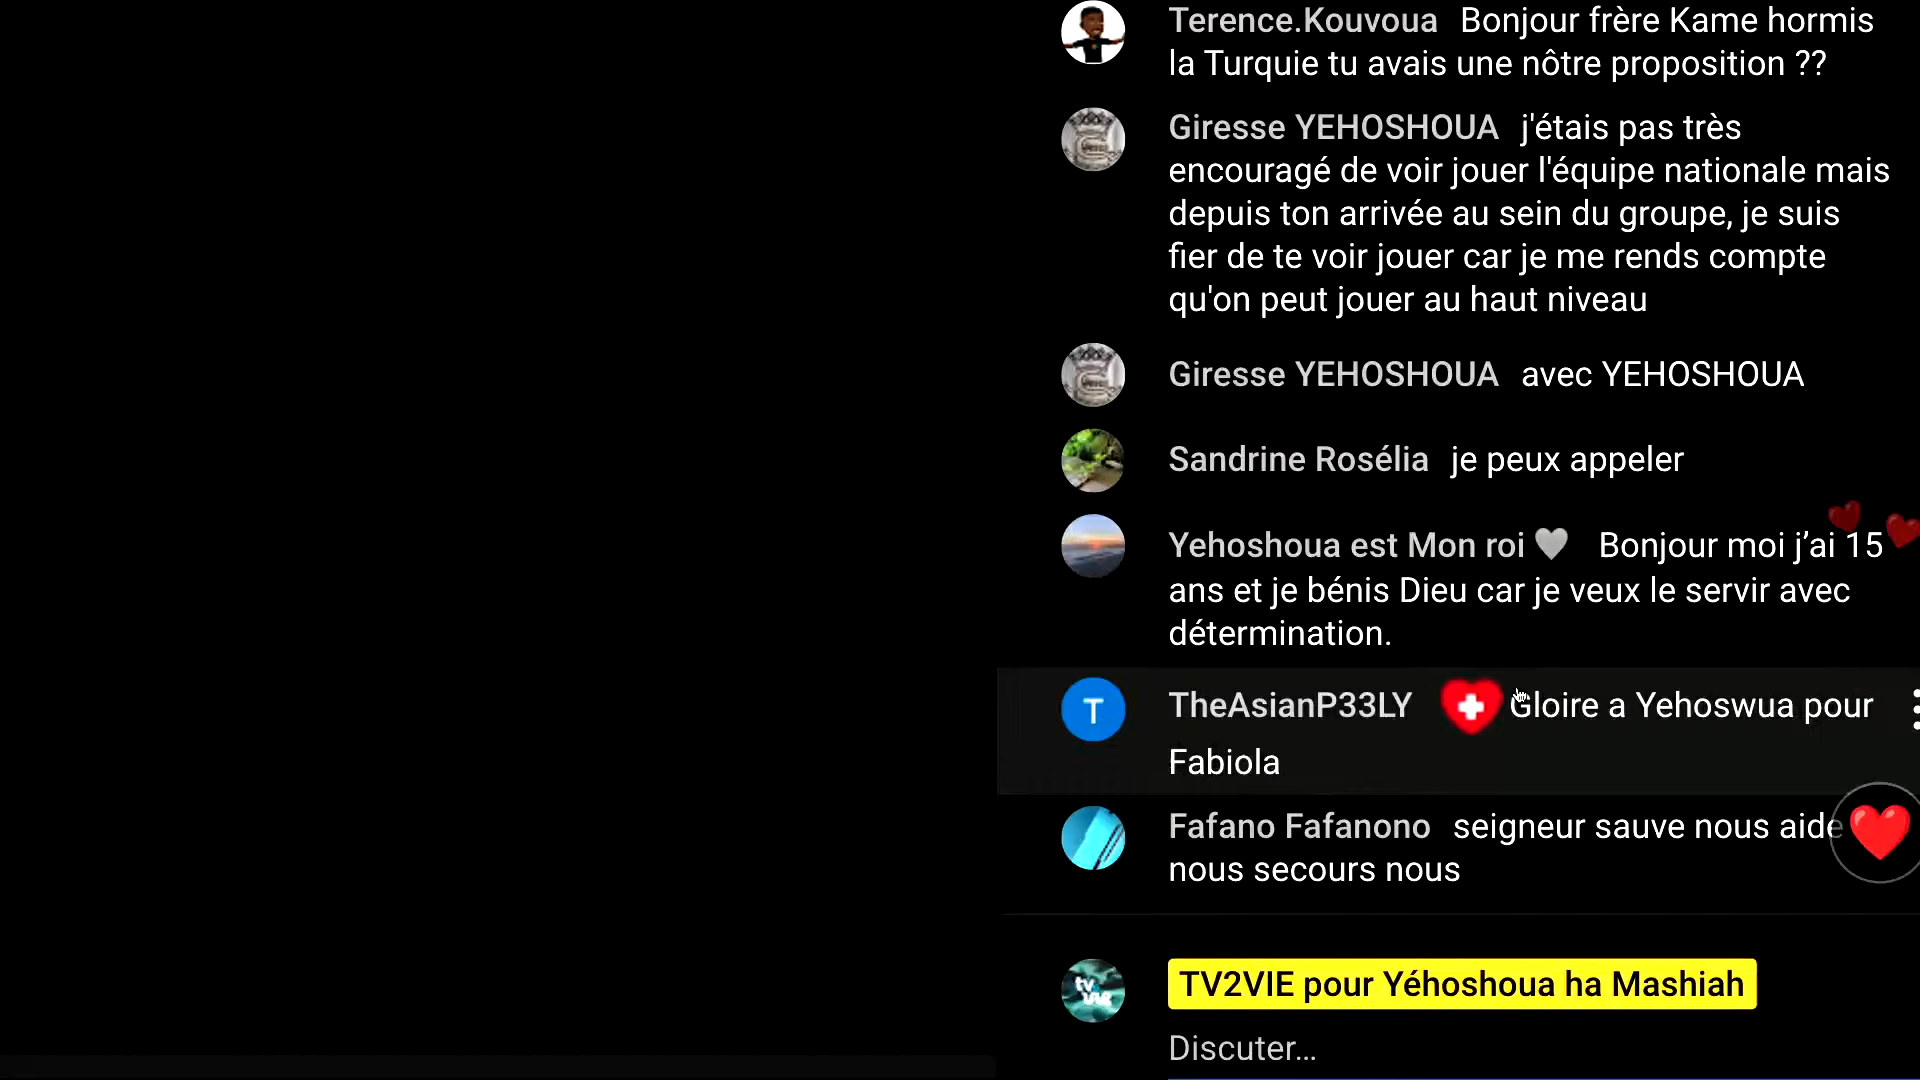 Terence.Kouvoua Bonjour frère Kame hormis
la Turquie tu avais une nôtre proposition ??
Giresse YEHOSHOUA j'étais pas très
encouragé de voir jouer l'équipe nationale mais
depuis ton arrivée au sein du groupe, je suis
fier de te voir jouer car je me rends compte
qu'on peut jouer au haut niveau
Giresse YEHOSHOUA avec YEHOSHOUA
Sandrine Rosélia je peux appeler
Yehoshoua est Mon roi 🤍 Bonjour moi j’ai 15
ans et je bénis Dieu car je veux le servir avec
détermination.
T
TheAsianP33LY Gloire a Yehoswua pour
Fabiola
Fafano Fafanono seigneur sauve nous aide
nous secours nous
tv2vie
TV2VIE pour Yéhoshoua ha Mashiah
Discuter...